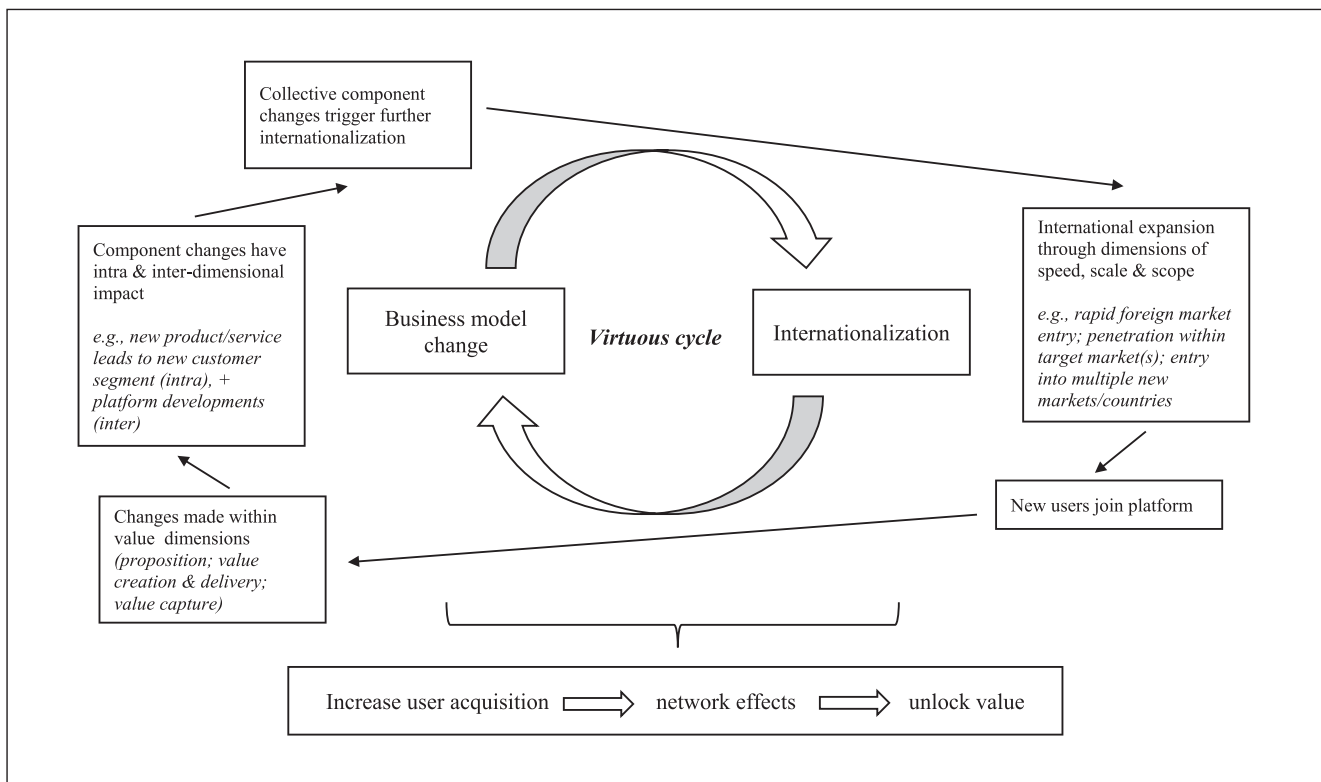 Collective component
changes trigger further
internationalization
Component changes have
intra & inter-dimensional
impact
e.g., new product/service
leads to new customer
segment (intra), +
platform developments
(inter)
Changes made within
value dimensions
(proposition; value
creation & delivery;
value capture)
Business model
change
Virtuous cycle
Internationalization
International expansion
through dimensions of
speed, scale & scope
e.g., rapid foreign market
entry; penetration within
target market(s); entry
into multiple new
markets/countries
New users join platform
Increase user acquisition network effects unlock value